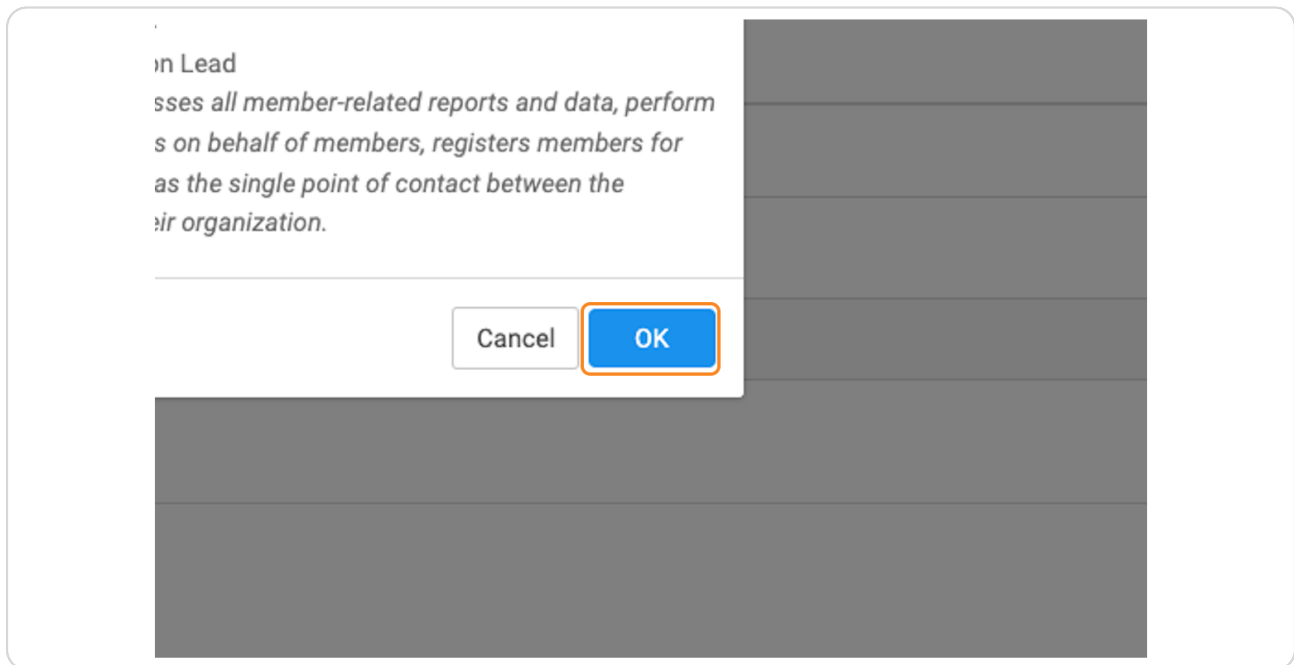 on Lead
sses all member-related reports and data, perform
s on behalf of members, registers members for
as the single point of contact between the
eir organization.
Cancel OK